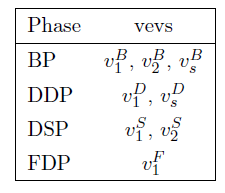 Phase vevs
BP $v_1^B$, $v_2^B$, $v_s^B$
DDP $v_1^D$, $v_s^D$
DSP $v_1^S$, $v_2^S$
FDP $v_1^F$